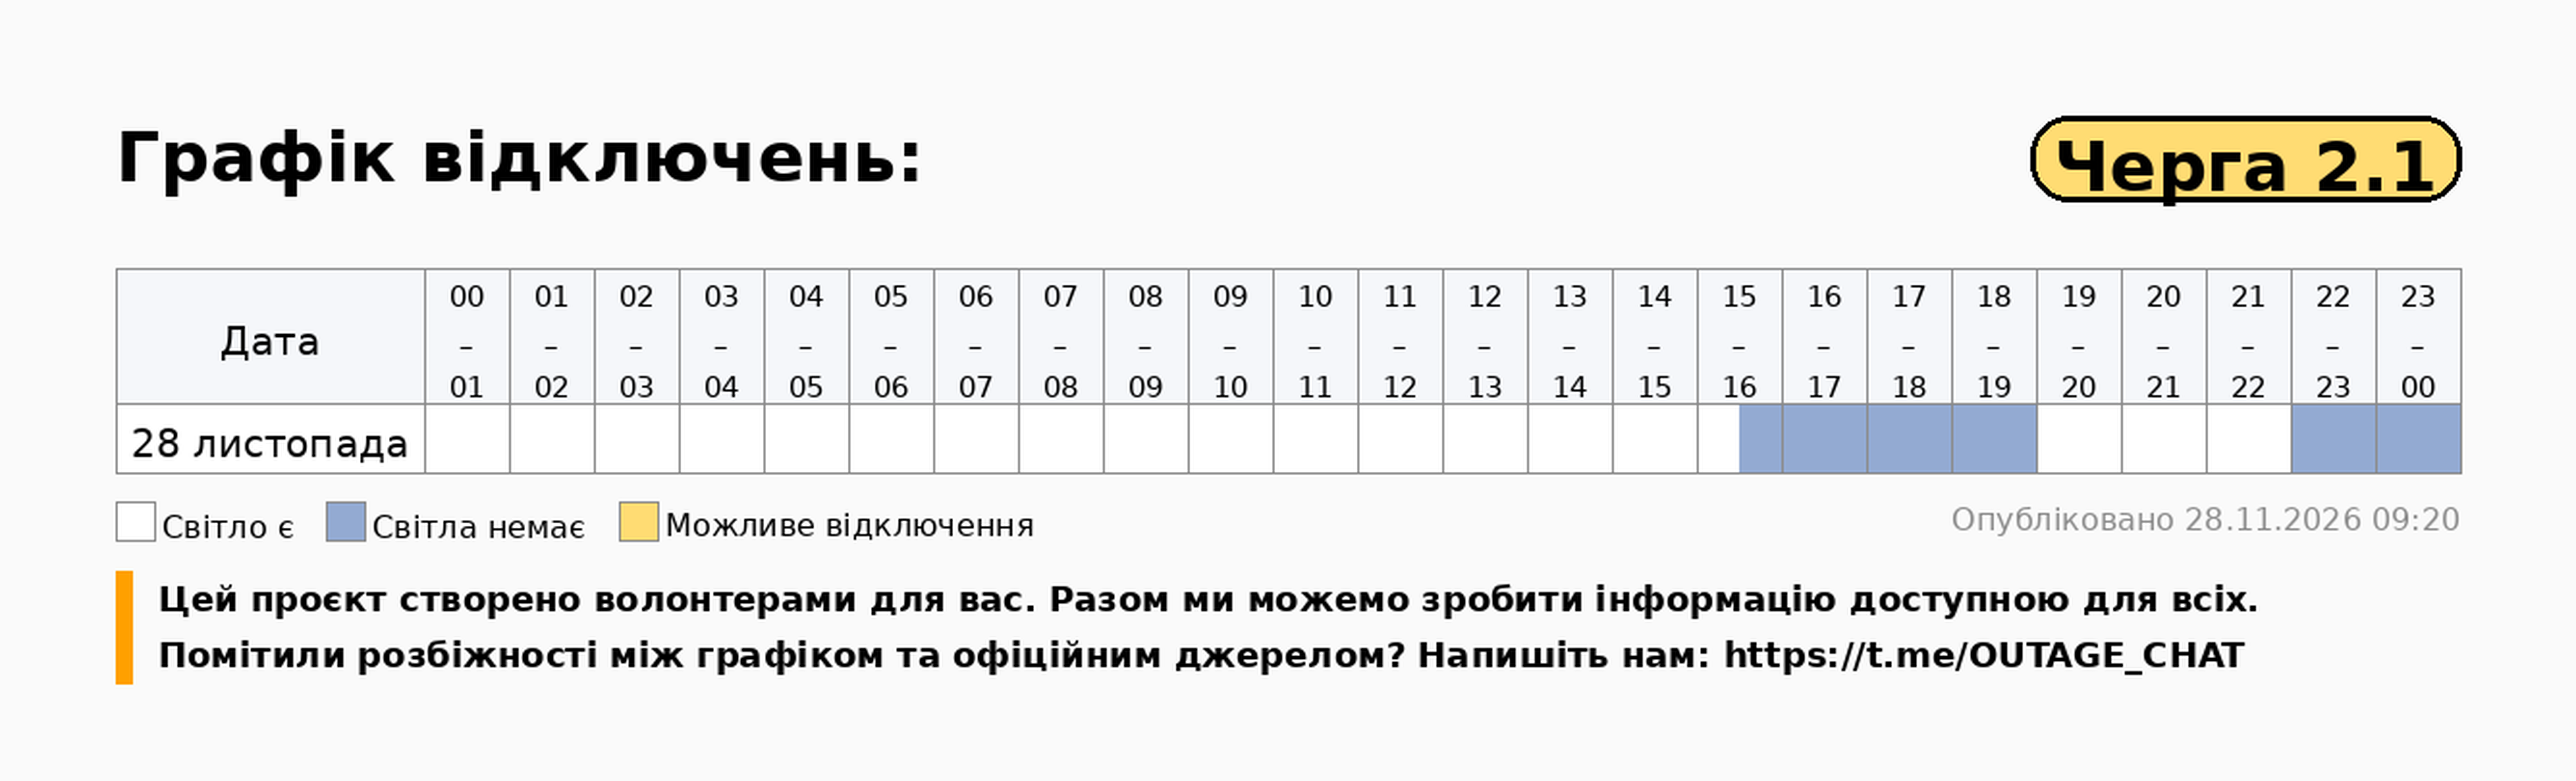 Графік відключень:
Черга 2.1
Дата
00 – 01
01 – 02
02 – 03
03 – 04
04 – 05
05 – 06
06 – 07
07 – 08
08 – 09
09 – 10
10 – 11
11 – 12
12 – 13
13 – 14
14 – 15
15 – 16
16 – 17
17 – 18
18 – 19
19 – 20
20 – 21
21 – 22
22 – 23
23 – 00
28 листопада
Світло є
Світла немає
Можливе відключення
Опубліковано 28.11.2026 09:20
Цей проєкт створено волонтерами для вас. Разом ми можемо зробити інформацію доступною для всіх.
Помітили розбіжності між графіком та офіційним джерелом? Напишіть нам: https://t.me/OUTAGE_CHAT